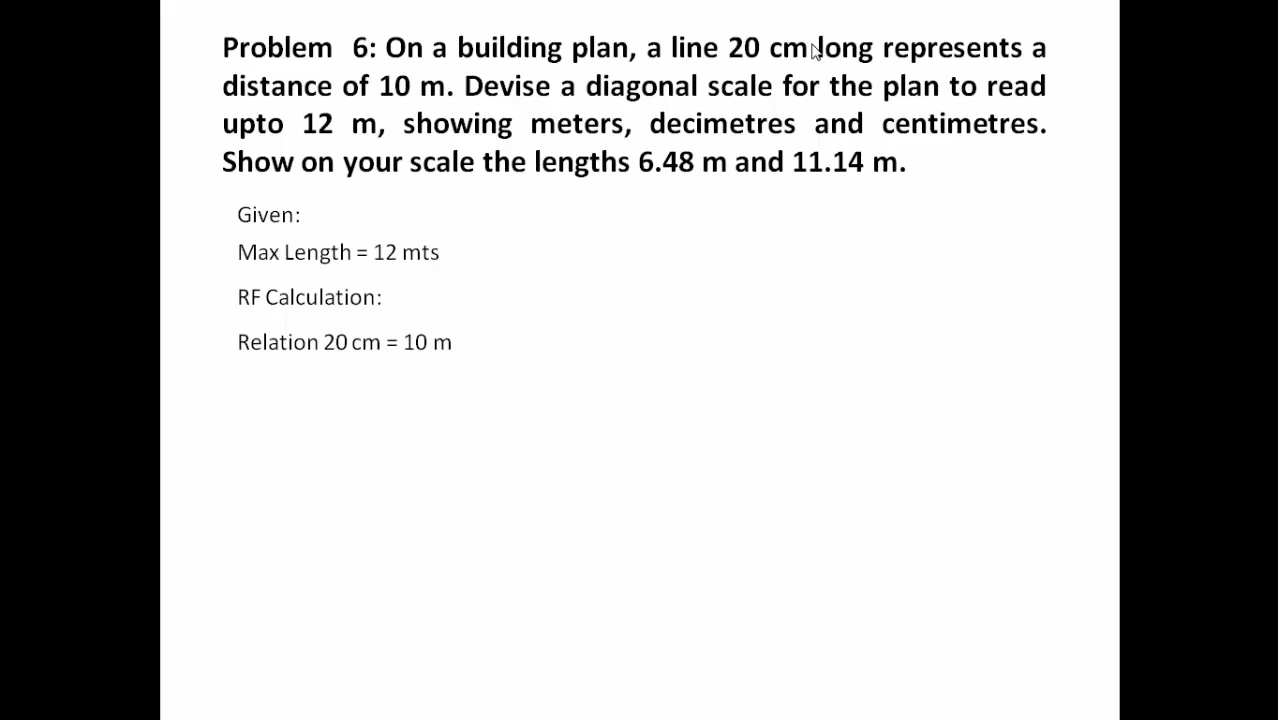 Problem 6: On a building plan, a line 20 cm long represents a
distance of 10 m. Devise a diagonal scale for the plan to read
upto 12 m, showing meters, decimetres and centimetres.
Show on your scale the lengths 6.48 m and 11.14 m.
Given:
Max Length = 12 mts
RF Calculation:
Relation 20 cm = 10 m